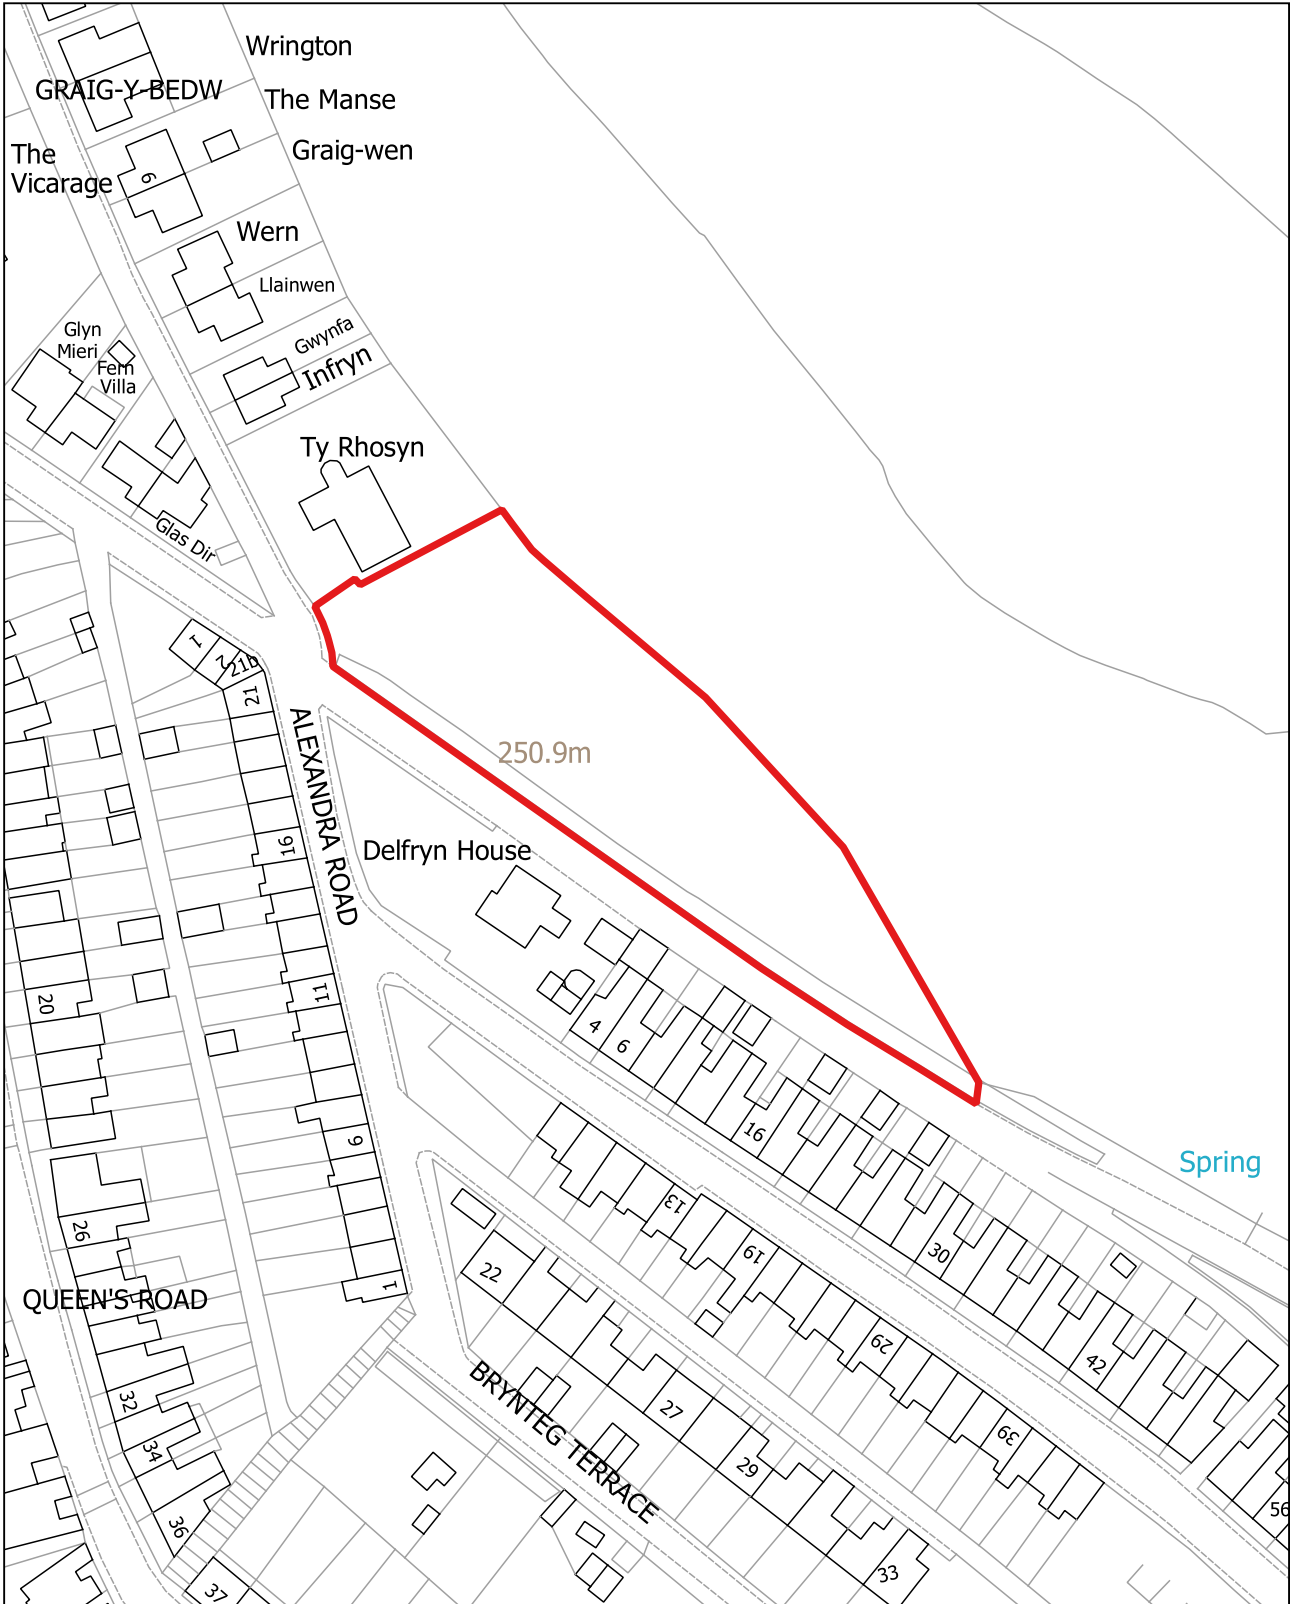 Wrington
GRAIG-Y-BEDW
The Manse
Graig-wen
The
Vicarage
6
Wern
Llainwen
Glyn
Mieri
Fern
Villa
Gwynfa
Infryn
Ty Rhosyn
Glas Dir
1
2
21b
21
ALEXANDRA ROAD
250.9m
16
Delfryn House
11
20
4
6
16
9
Spring
13
26
19
30
22
1
QUEEN'S ROAD
29
42
32
BRYNTEG TERRACE
27
39
34
29
36
56
33
37